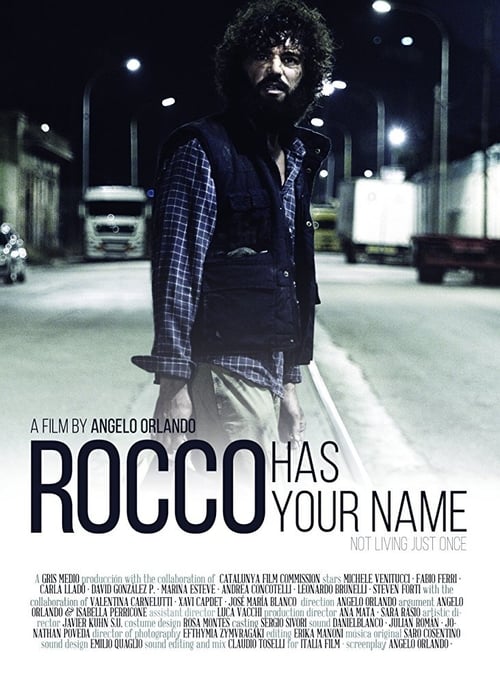 A FILM BY ANGELO ORLANDO
ROCCO HAS YOUR NAME
NOT LIVING JUST ONCE
A GRIS MEDIO producción with the collaboration of CATALUNYA FILM COMMISSION stars MICHELE VENITUCCI · FABIO FERRI ·
CARLA LLADÓ · DAVID GONZALEZ P. · MARINA ESTEVE · ANDREA CONCOTELLI · LEONARDO BRUNELLI · STEVEN FORTI with the
collaboration of VALENTINA CARNELUTTI · XAVI CAPDET · JOSÉ MARÍA BLANCO direction ANGELO ORLANDO argument ANGELO
ORLANDO & ISABELLA PERRICONE assistant director LUCA VACCHI production direction ANA MATA · SARA RASIO artistic di-
rector JAVIER KUHN S.U. costume design ROSA MONTES casting SERGIO SIVORI sound DANIELBLANCO · JULIAN ROMÁN · JO-
NATHAN POVEDA director of photography EFTHYMIA ZYMVRAGAKI editing ERIKA MANONI musica original SARO COSENTINO
sound design EMILIO QUAGLIO sound editing and mix CLAUDIO TOSELLI for ITALIA FILM · screenplay ANGELO ORLANDO ·